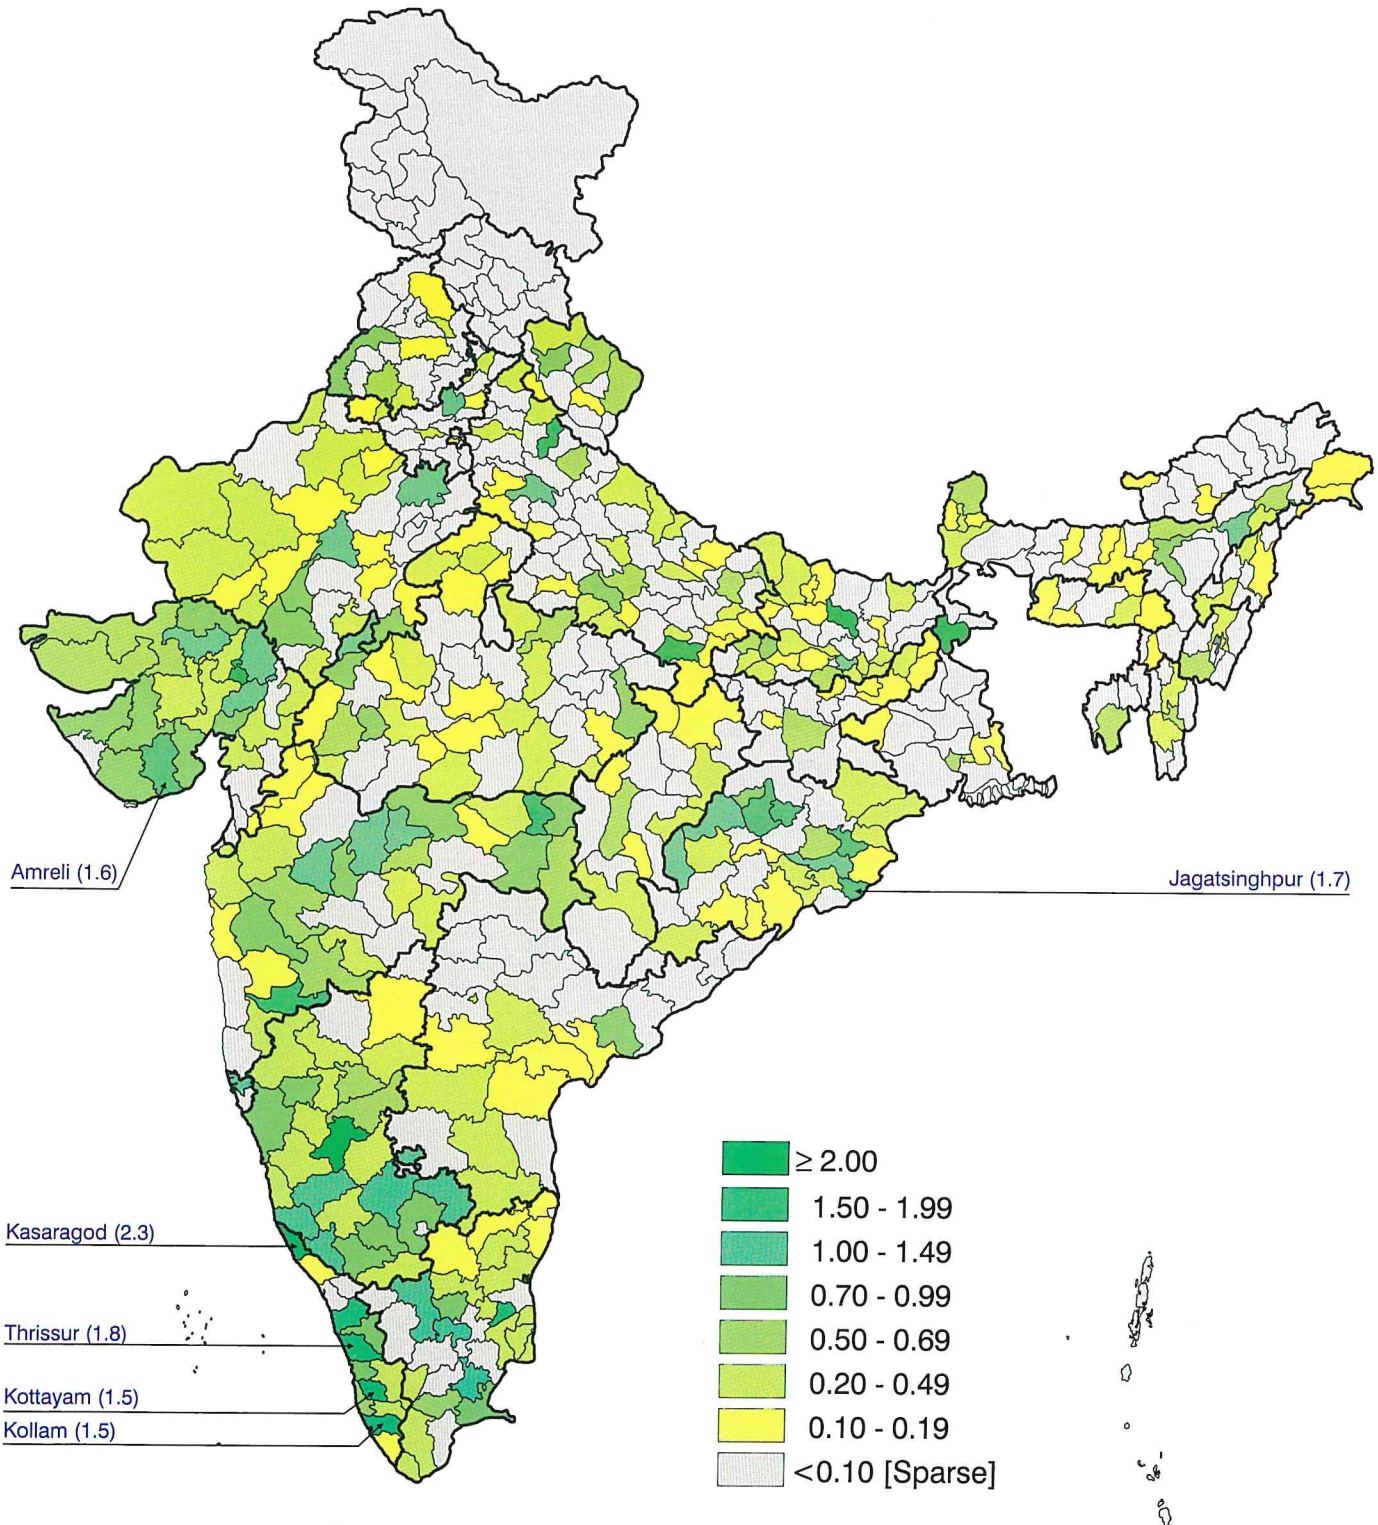 Amreli (1.6)
Jagatsinghpur (1.7)
Kasaragod (2.3)
Thrissur (1.8)
Kottayam (1.5)
Kollam (1.5)
≥ 2.00
1.50 - 1.99
1.00 - 1.49
0.70 - 0.99
0.50 - 0.69
0.20 - 0.49
0.10 - 0.19
<0.10 [Sparse]